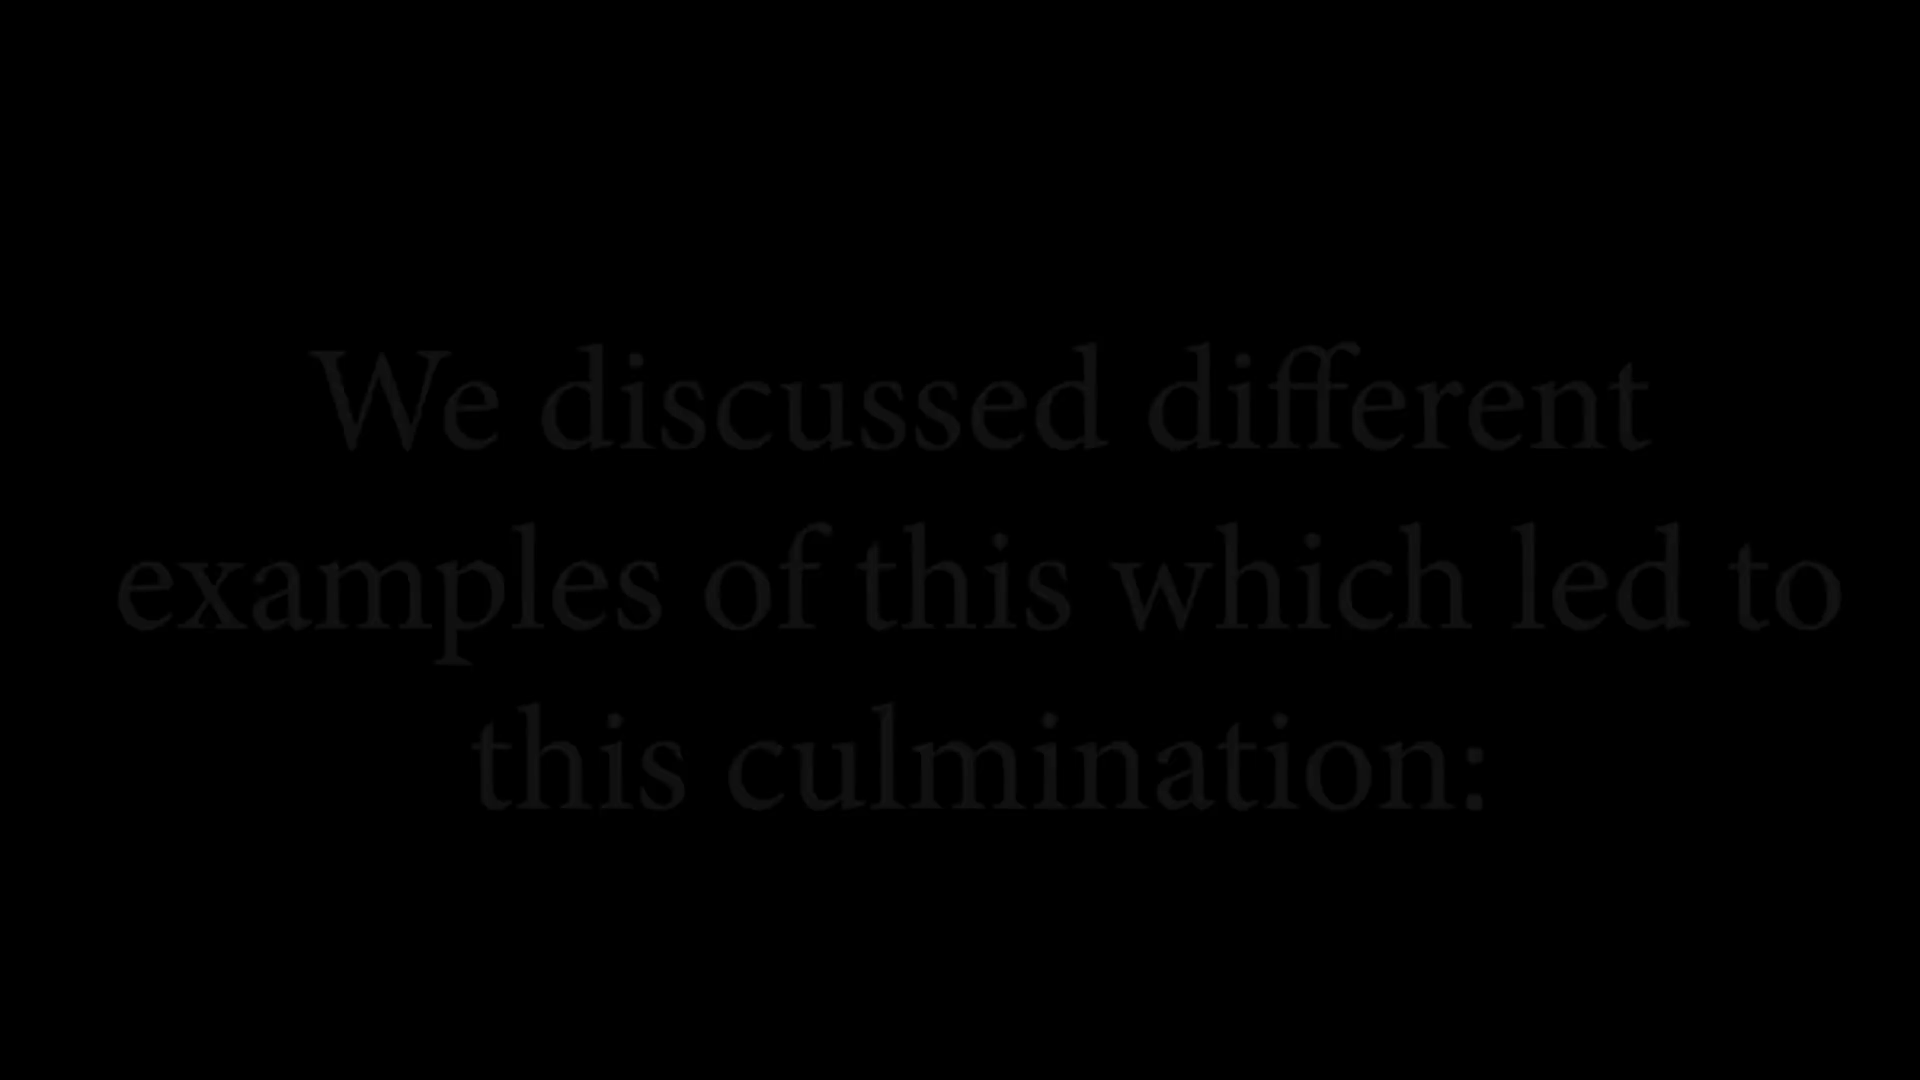 We discussed different
examples of this which led to
this culmination: